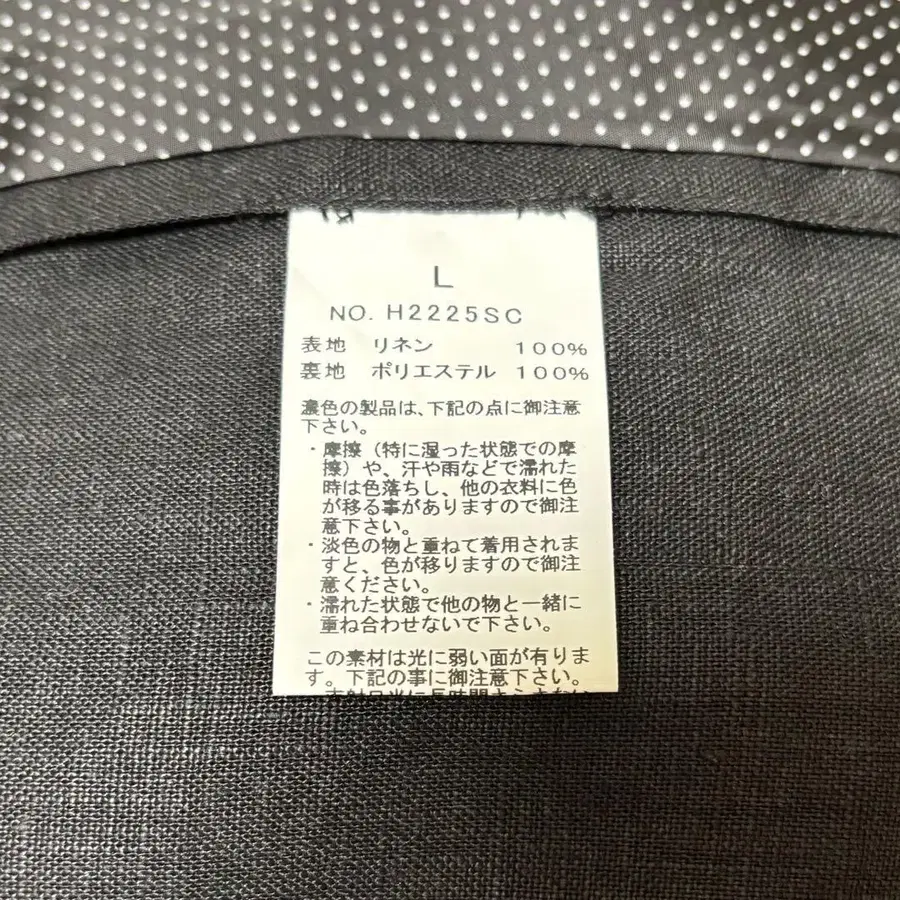 L
NO. H2225SC
表地 リネン 100%
裏地 ポリエステル 100%
濃色の製品は、下記の点に御注意
下さい。
・摩擦（特に湿った状態での摩
擦）や、汗や雨などで濡れた
時は色落ちし、他の衣料に色
が移る事がありますので御注
意下さい。
・淡色の物と重ねて着用されま
すと、色が移りますので御注
意ください。
・濡れた状態で他の物と一緒に
重ね合わせないで下さい。
この素材は光に弱い面が有りま
す。下記の事に御注意下さい。